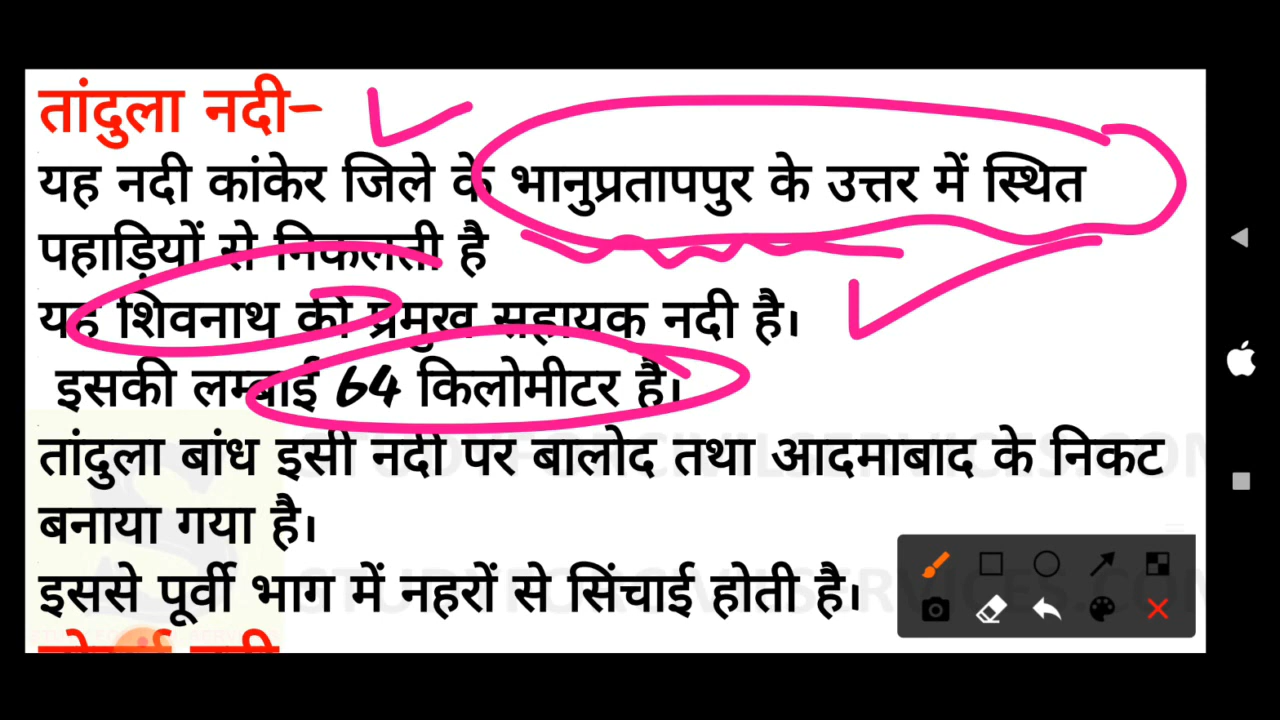 तांदुला नदी-
यह नदी कांकेर जिले के भानुप्रतापपुर के उत्तर में स्थित
पहाड़ियों से निकलती है
यह शिवनाथ की प्रमुख सहायक नदी है।
इसकी लम्बाई 64 किलोमीटर है।
तांदुला बांध इसी नदी पर बालोद तथा आदमाबाद के निकट
बनाया गया है।
इससे पूर्वी भाग में नहरों से सिंचाई होती है।